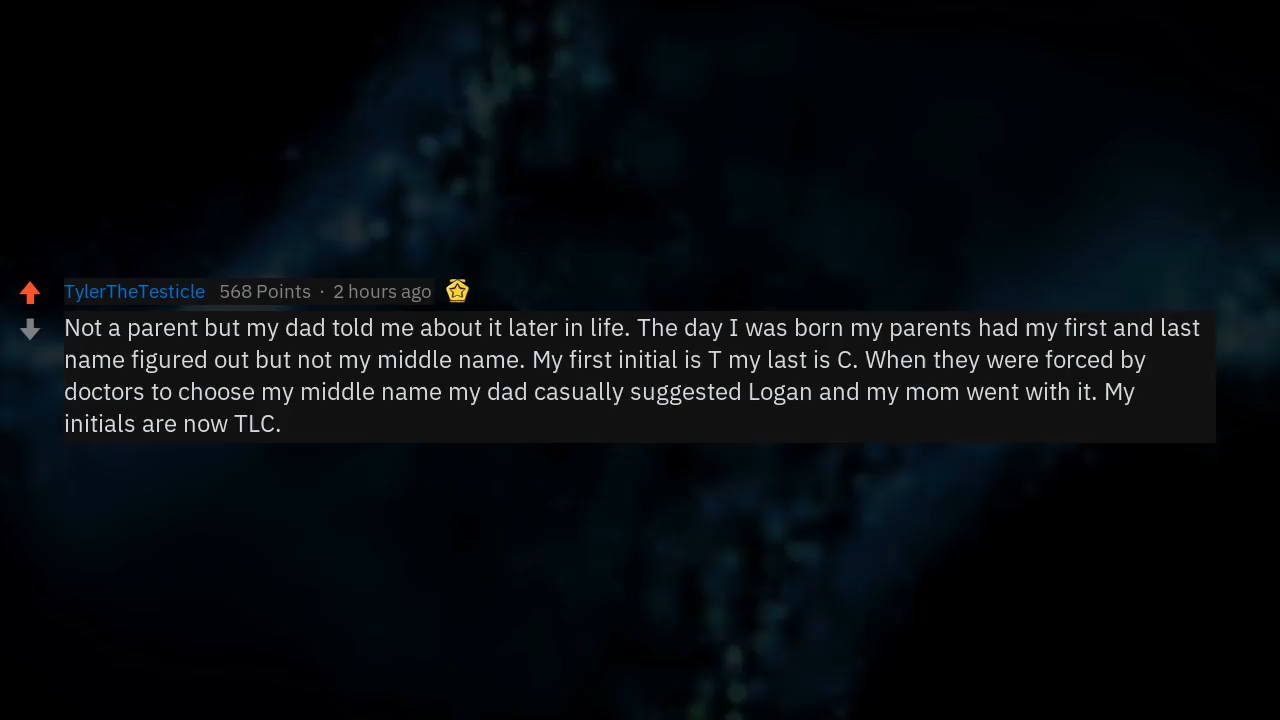 TylerTheTesticle 568 Points · 2 hours ago
Not a parent but my dad told me about it later in life. The day I was born my parents had my first and last
name figured out but not my middle name. My first initial is T my last is C. When they were forced by
doctors to choose my middle name my dad casually suggested Logan and my mom went with it. My
initials are now TLC.